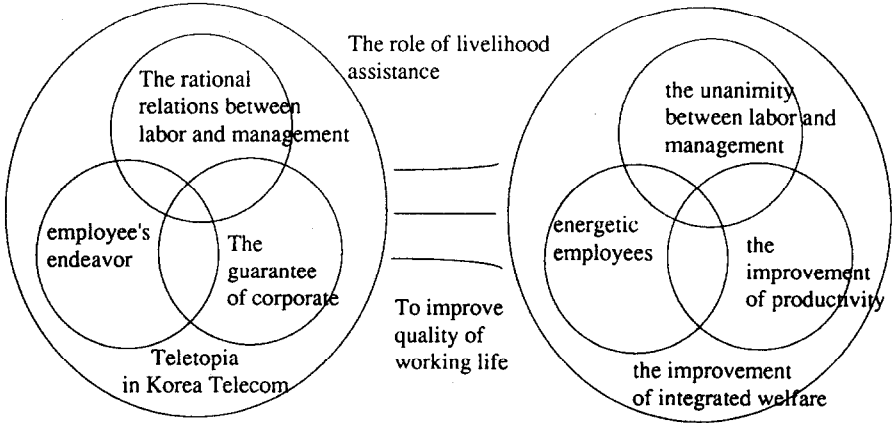 The rational
relations between
labor and management
employee's
endeavor
The
guarantee
of corporate
Teletopia
in Korea Telecom
The role of livelihood
assistance
To improve
quality of
working life
the unanimity
between labor and
management
energetic
employees
the
improvement
of productivity
the improvement
of integrated welfare